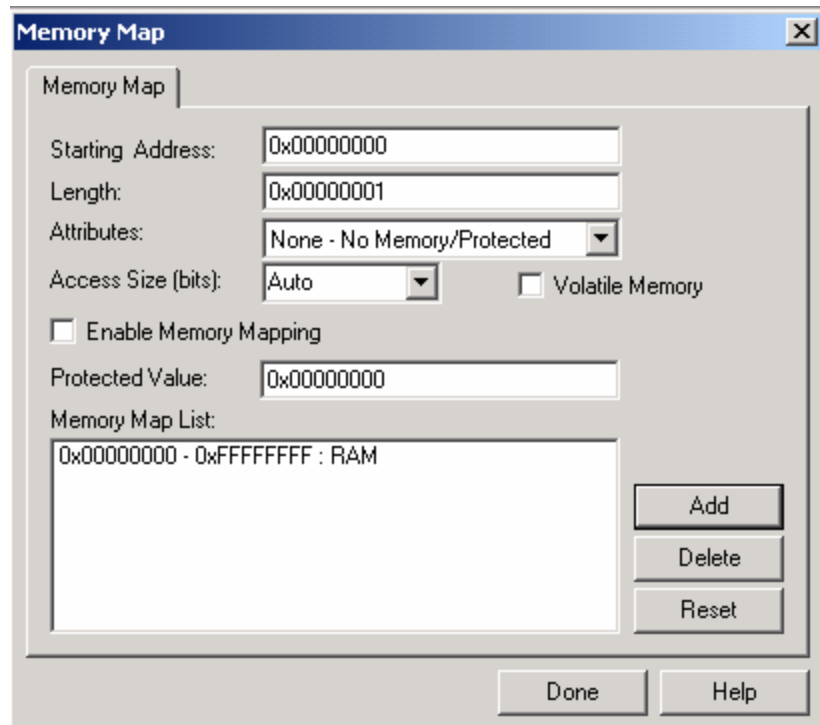 Memory Map
Memory Map
Starting Address: 0x00000000
Length: 0x00000001
Attributes: None - No Memory/Protected
Access Size (bits): Auto Volatile Memory
Enable Memory Mapping
Protected Value: 0x00000000
Memory Map List:
0x00000000 - 0xFFFFFFFF : RAM
Add
Delete
Reset
Done Help